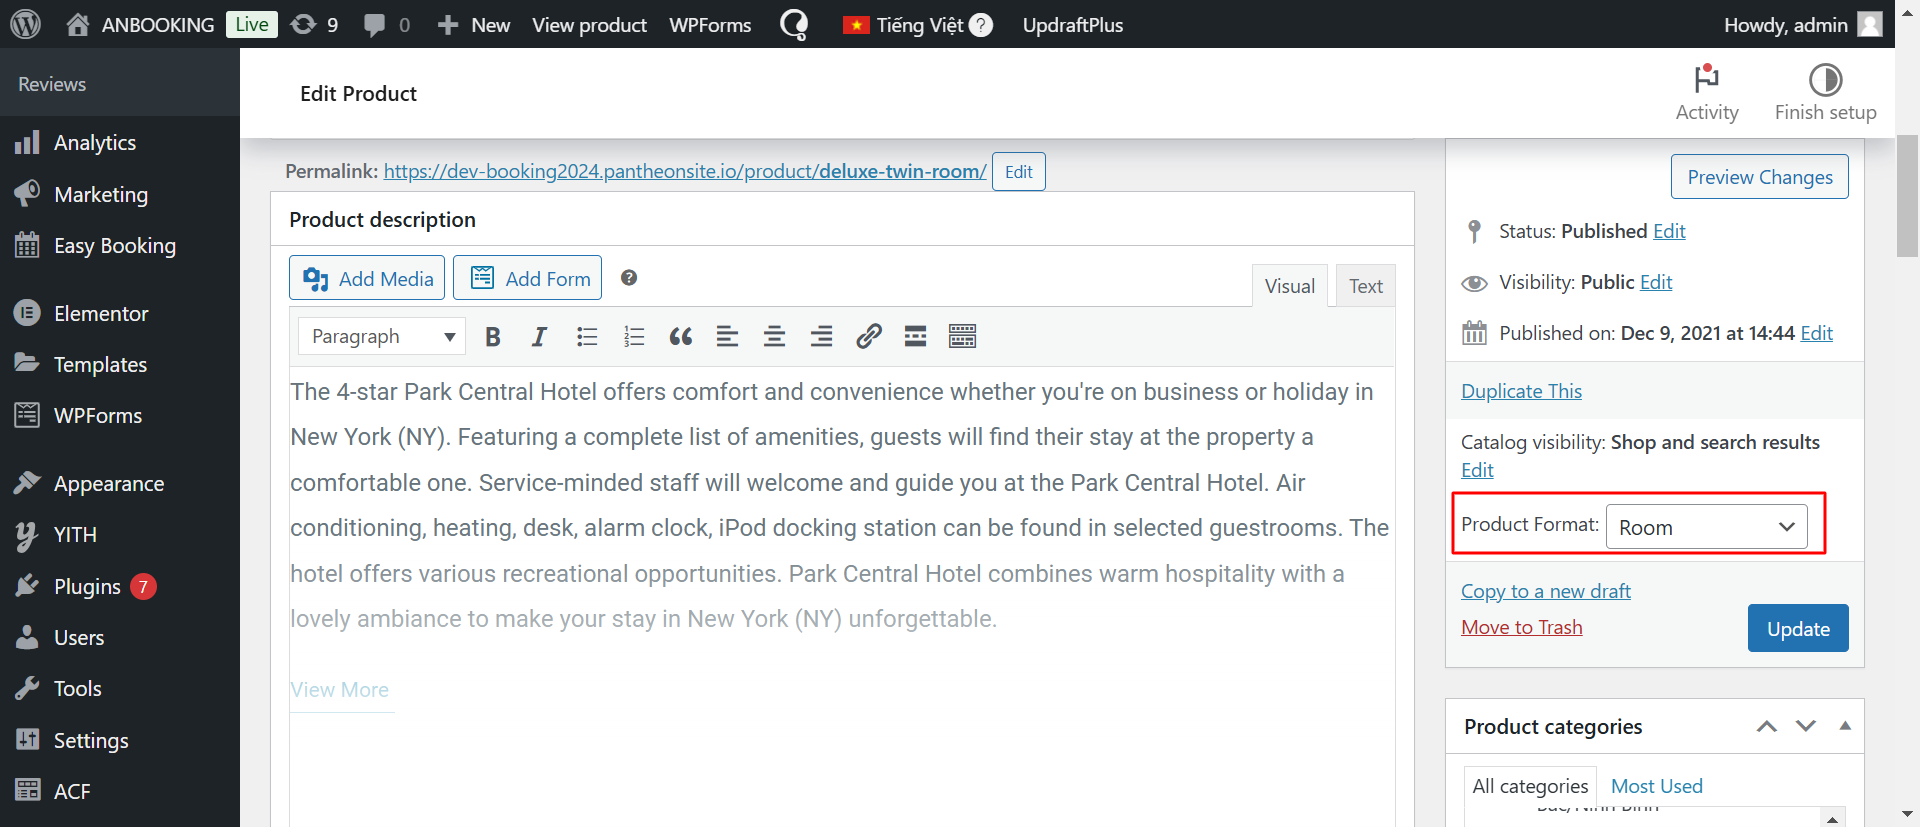 ANBOOKING Live 9 0 New View product WPForms Tiếng Việt ? UpdraftPlus Howdy, admin
Reviews
Analytics
Marketing
Easy Booking
Elementor
Templates
WPForms
Appearance
YITH
Plugins 7
Users
Tools
Settings
ACF
Edit Product
Activity
Finish setup
Permalink: https://dev-booking2024.pantheonsite.io/product/deluxe-twin-room/ Edit
Product description
Add Media Add Form ?
Visual Text
Paragraph
The 4-star Park Central Hotel offers comfort and convenience whether you're on business or holiday in
New York (NY). Featuring a complete list of amenities, guests will find their stay at the property a
comfortable one. Service-minded staff will welcome and guide you at the Park Central Hotel. Air
conditioning, heating, desk, alarm clock, iPod docking station can be found in selected guestrooms. The
hotel offers various recreational opportunities. Park Central Hotel combines warm hospitality with a
lovely ambiance to make your stay in New York (NY) unforgettable.
View More
Preview Changes
Status: Published Edit
Visibility: Public Edit
Published on: Dec 9, 2021 at 14:44 Edit
Duplicate This
Catalog visibility: Shop and search results
Edit
Product Format: Room
Copy to a new draft
Move to Trash
Update
Product categories
All categories Most Used